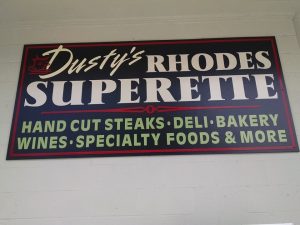 Dusty's RHODES
SUPERETTE
HAND CUT STEAKS·DELI·BAKERY
WINES·SPECIALTY FOODS & MORE